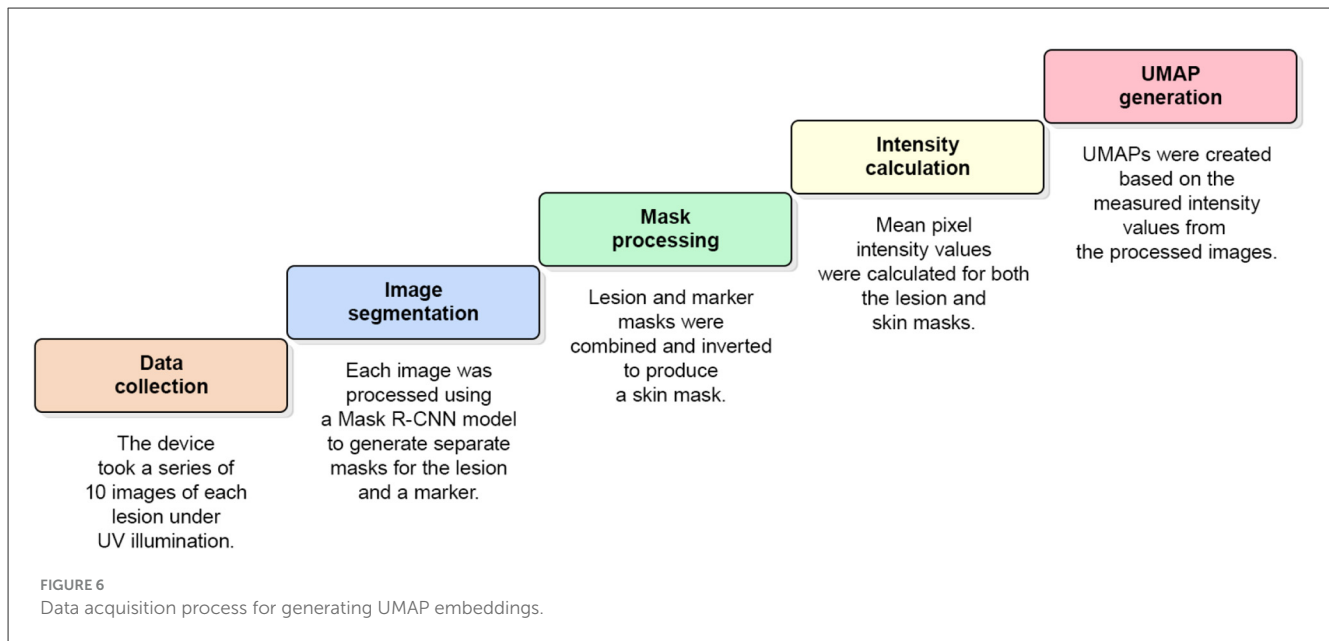 Data
collection
The device
took a series of
10 images of each
lesion under
UV illumination.
Image
segmentation
Each image was
processed using
a Mask R-CNN model
to generate separate
masks for the lesion
and a marker.
Mask
processing
Lesion and marker
masks were
combined and inverted
to produce
a skin mask.
Intensity
calculation
Mean pixel
intensity values
were calculated for both
the lesion and
skin masks.
UMAP
generation
UMAPs were created
based on the
measured intensity
values from
the processed images.
FIGURE 6
Data acquisition process for generating UMAP embeddings.